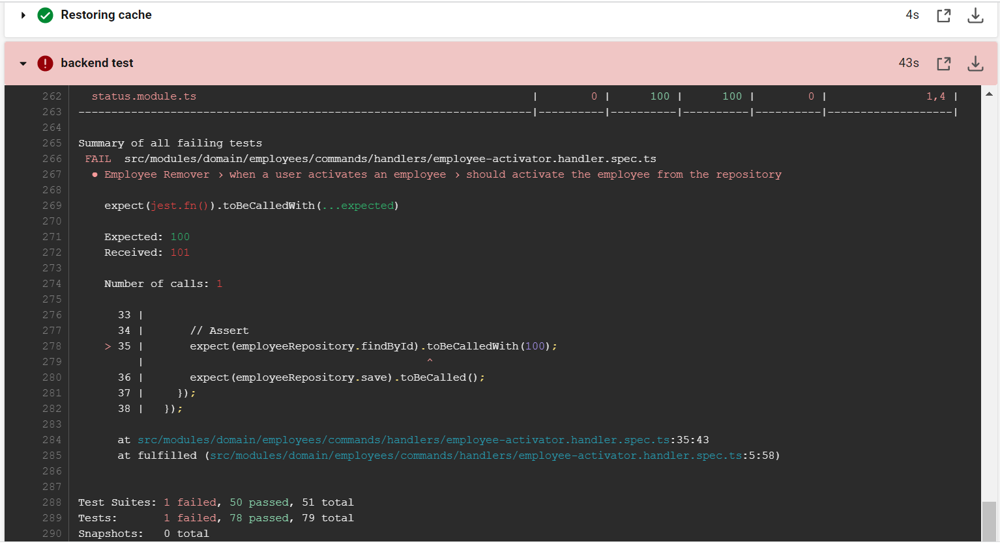 Restoring cache 4s
backend test 43s
262 status.module.ts | 0 | 100 | 100 | 0 | 1,4 |
263 ---------------------------------------------------------------------|----------|----------|----------|----------|-------------------|
264
265 Summary of all failing tests
266 FAIL src/modules/domain/employees/commands/handlers/employee-activator.handler.spec.ts
267 ● Employee Remover › when a user activates an employee › should activate the employee from the repository
268
269 expect(jest.fn()).toBeCalledWith(...expected)
270
271 Expected: 100
272 Received: 101
273
274 Number of calls: 1
275
276 33 |
277 34 | // Assert
278 > 35 | expect(employeeRepository.findById).toBeCalledWith(100);
279 | ^
280 36 | expect(employeeRepository.save).toBeCalled();
281 37 | });
282 38 | });
283
284 at src/modules/domain/employees/commands/handlers/employee-activator.handler.spec.ts:35:43
285 at fulfilled (src/modules/domain/employees/commands/handlers/employee-activator.handler.spec.ts:5:58)
286
287
288 Test Suites: 1 failed, 50 passed, 51 total
289 Tests: 1 failed, 78 passed, 79 total
290 Snapshots: 0 total